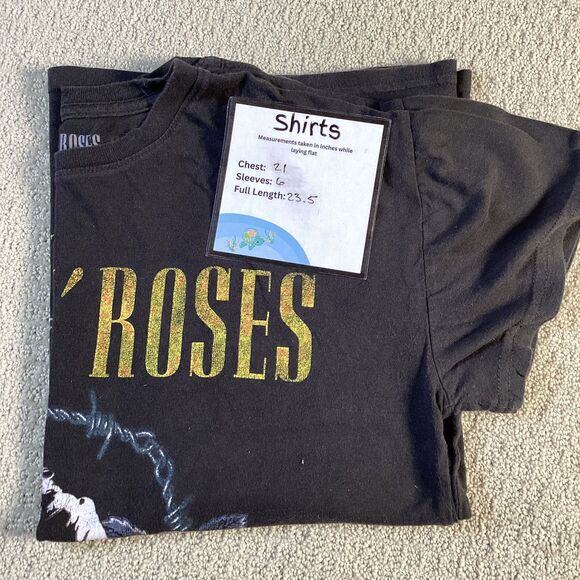 Shirts
Measurements taken in Inches while
laying flat
Chest: 21
Sleeves: 6
Full Length: 23.5
ROSES
' ROSES